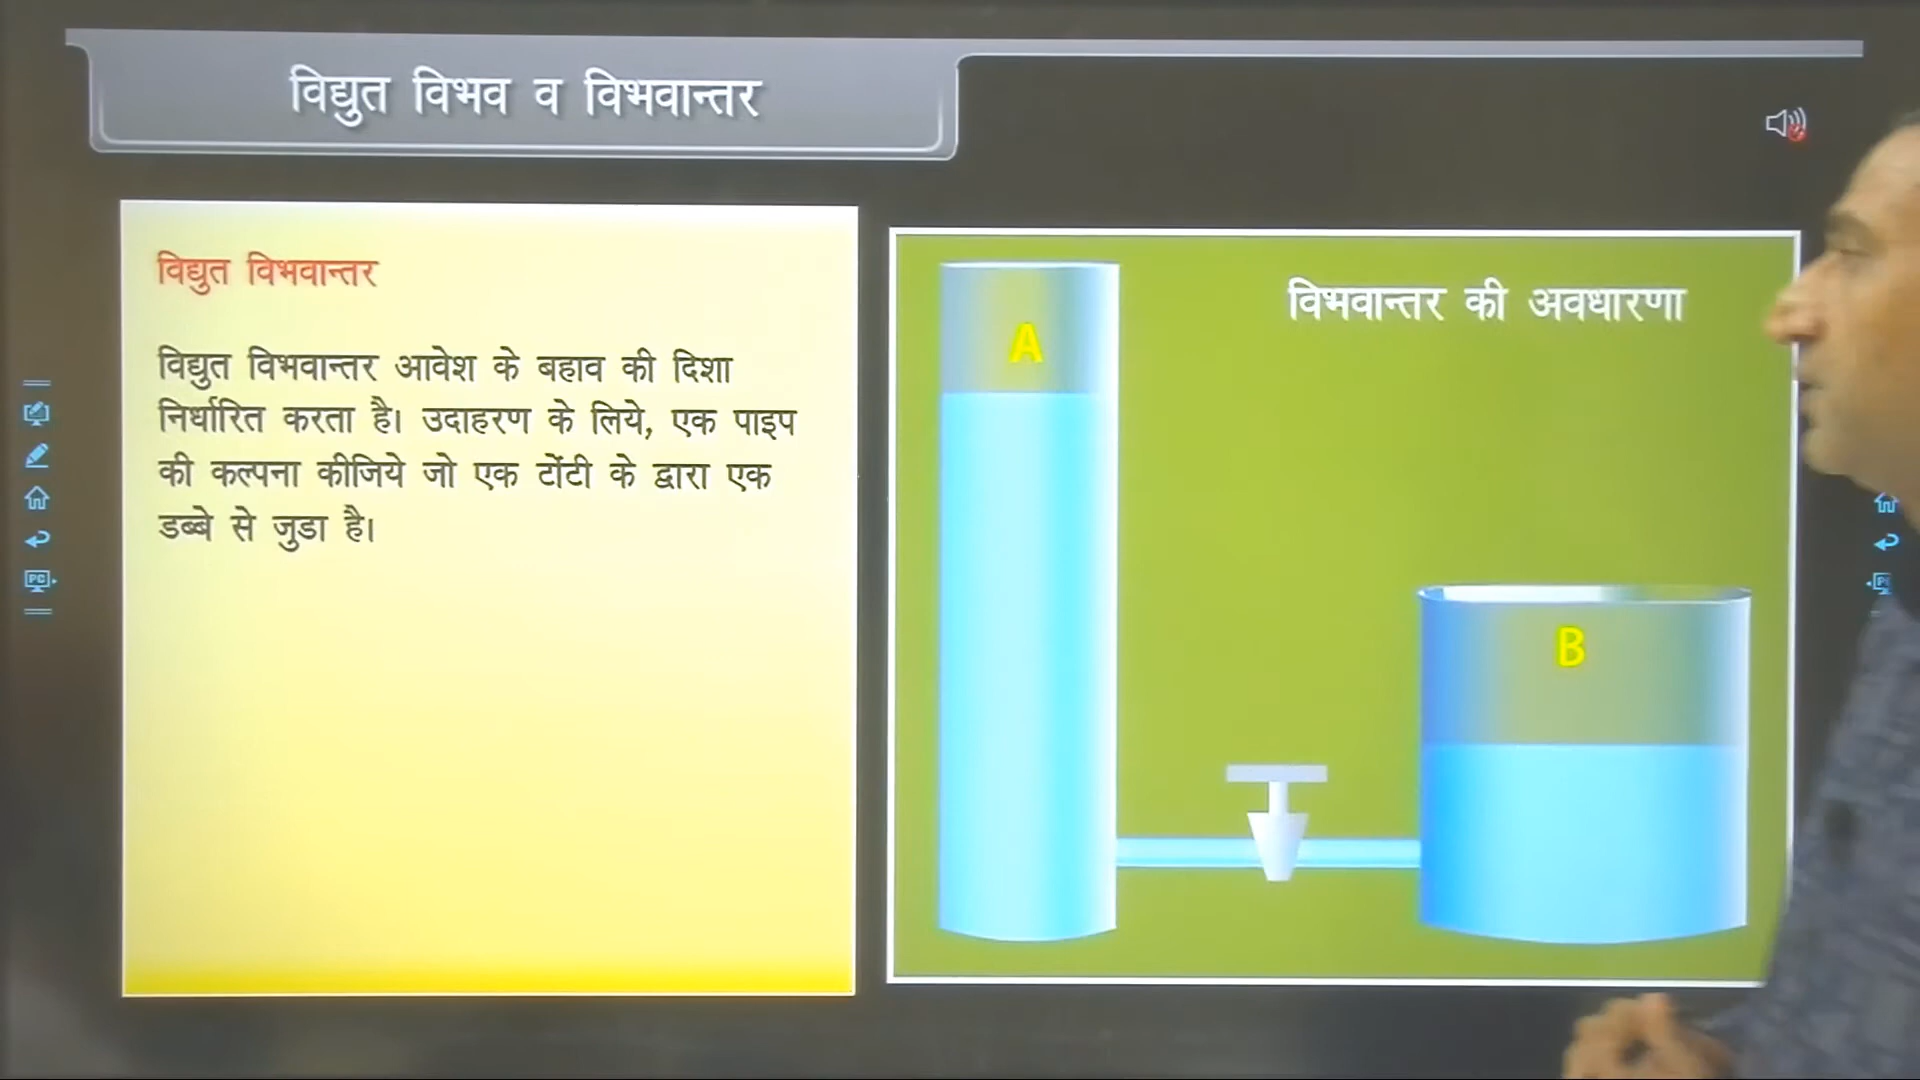 विद्युत विभव व विभवान्तर
विद्युत विभवान्तर
विद्युत विभवान्तर आवेश के बहाव की दिशा
निर्धारित करता है। उदाहरण के लिये, एक पाइप
की कल्पना कीजिये जो एक टोंटी के द्वारा एक
डब्बे से जुडा है।
विभवान्तर की अवधारणा
A
B
PC